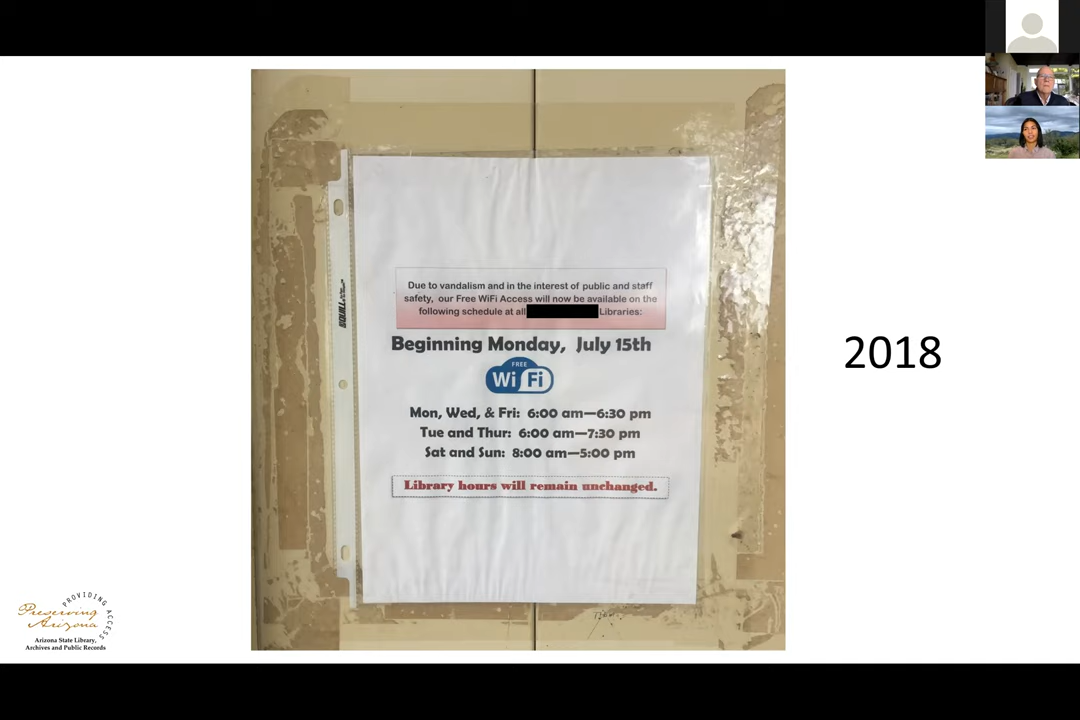 Due to vandalism and in the interest of public and staff
safety, our Free WiFi Access will now be available on the
following schedule at all Libraries:
Beginning Monday, July 15th
FREE
Wi Fi
Mon, Wed, & Fri: 6:00 am—6:30 pm
Tue and Thur: 6:00 am—7:30 pm
Sat and Sun: 8:00 am—5:00 pm
Library hours will remain unchanged.
2018
PROVIDING ACCESS
Preserving
Arizona
Arizona State Library,
Archives and Public Records